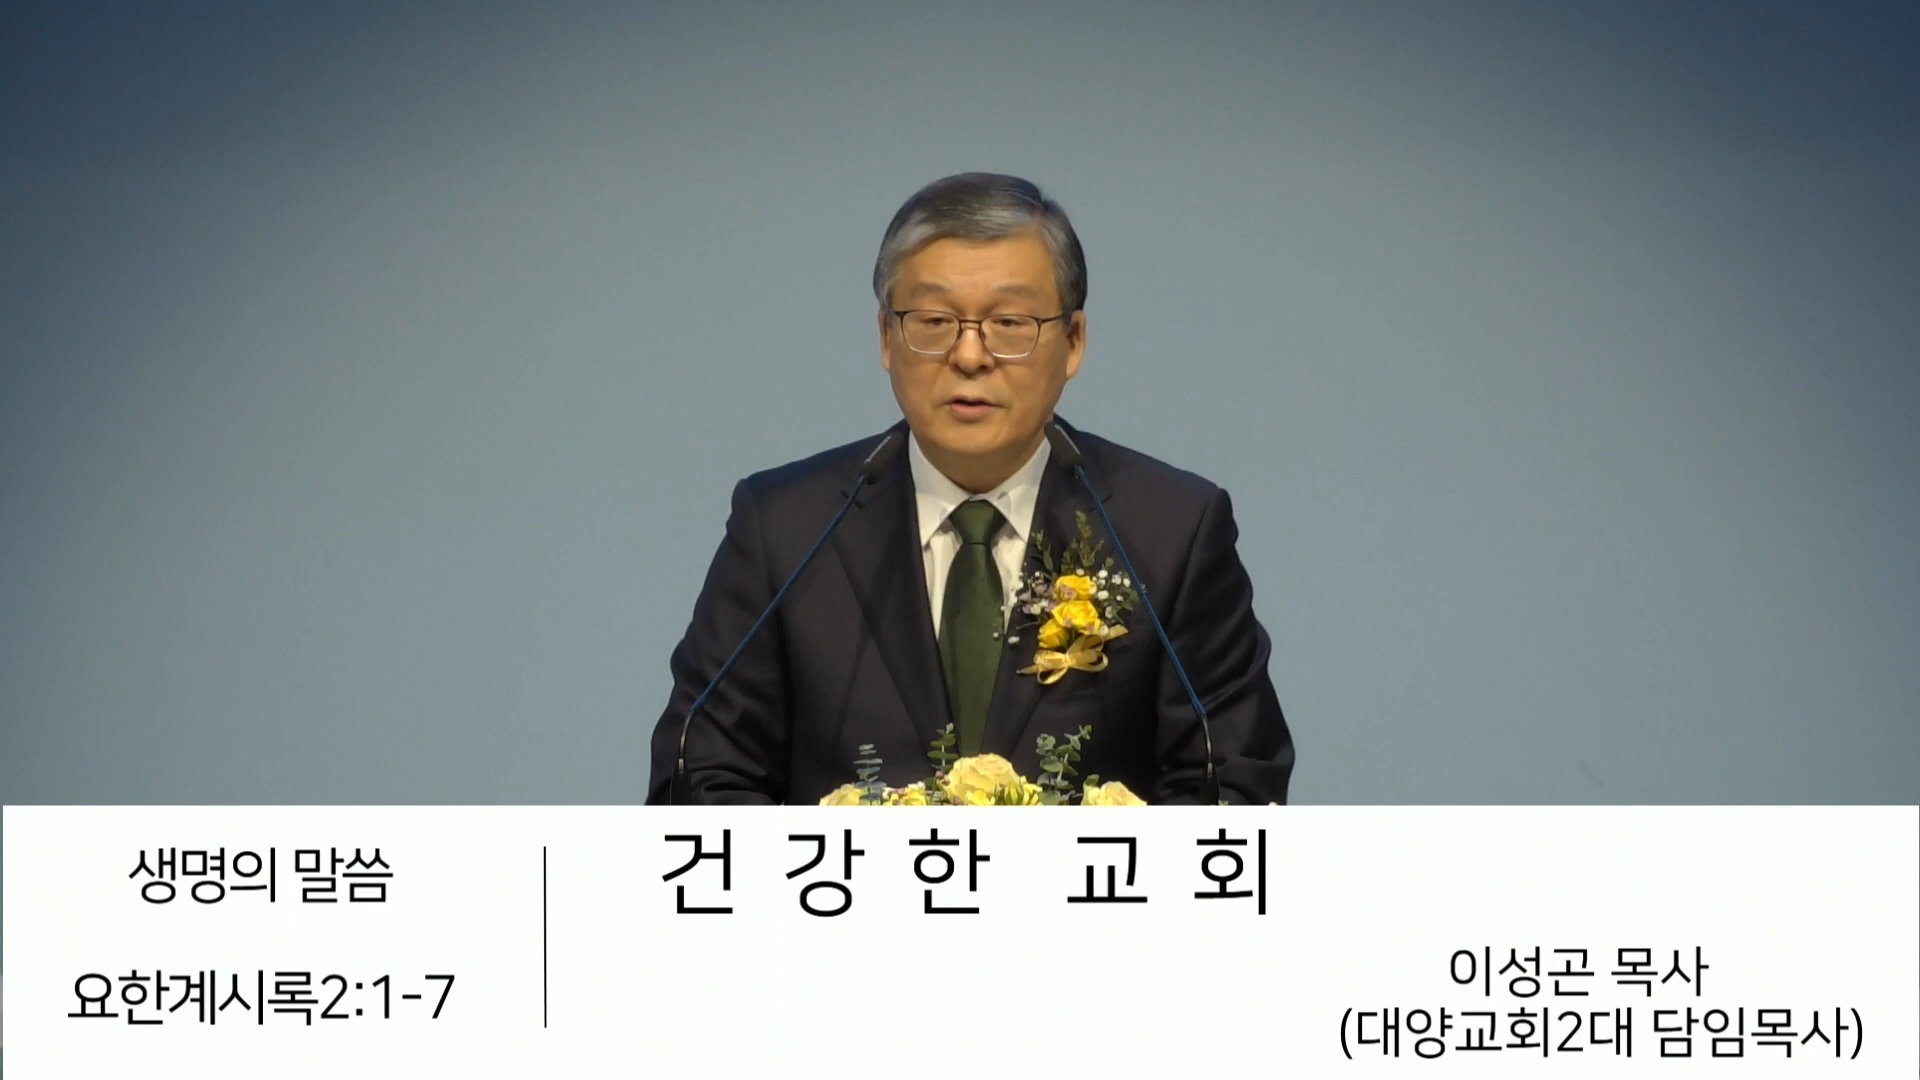 생명의 말씀
요한계시록2:1-7
건강한 교회
이성곤 목사
(대양교회2대 담임목사)